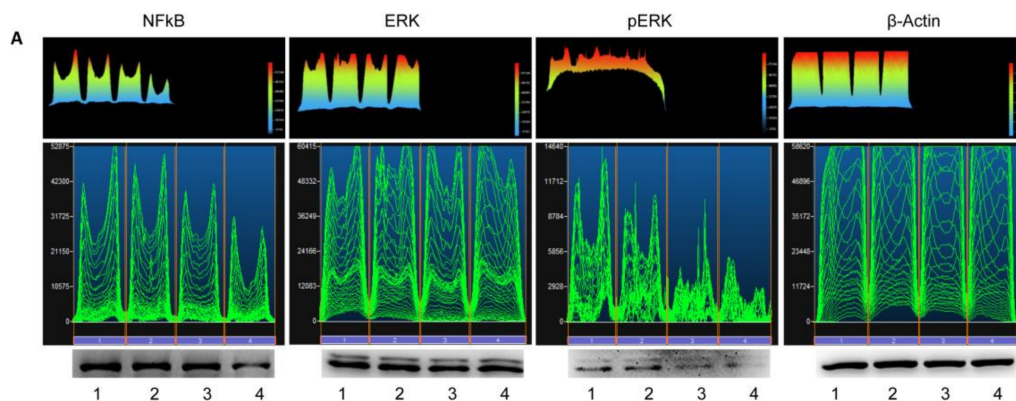 NFkB ERK pERK β-Actin
A
52875 60415 14640 58620
42300 48332 11712 46896
31725 36249 8784 35172
21150 24166 5856 23448
10575 12083 2928 11724
0 0 0 0
1 2 3 4 1 2 3 4 1 2 3 4 1 2 3 4
1 2 3 4 1 2 3 4 1 2 3 4 1 2 3 4